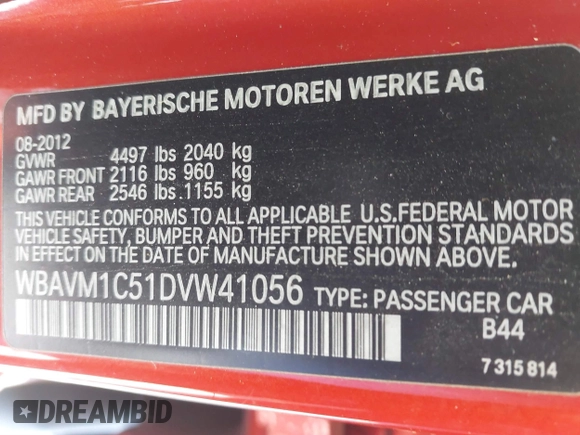 MFD BY BAYERISCHE MOTOREN WERKE AG
08-2012
GVWR 4497 lbs 2040 kg
GAWR FRONT 2116 lbs 960 kg
GAWR REAR 2546 lbs 1155 kg
THIS VEHICLE CONFORMS TO ALL APPLICABLE U.S.FEDERAL MOTOR
VEHICLE SAFETY, BUMPER AND THEFT PREVENTION STANDARDS
IN EFFECT ON THE DATE OF MANUFACTURE SHOWN ABOVE.
WBAVM1C51DVW41056 TYPE: PASSENGER CAR
B44
7 315 814
DREAMBID